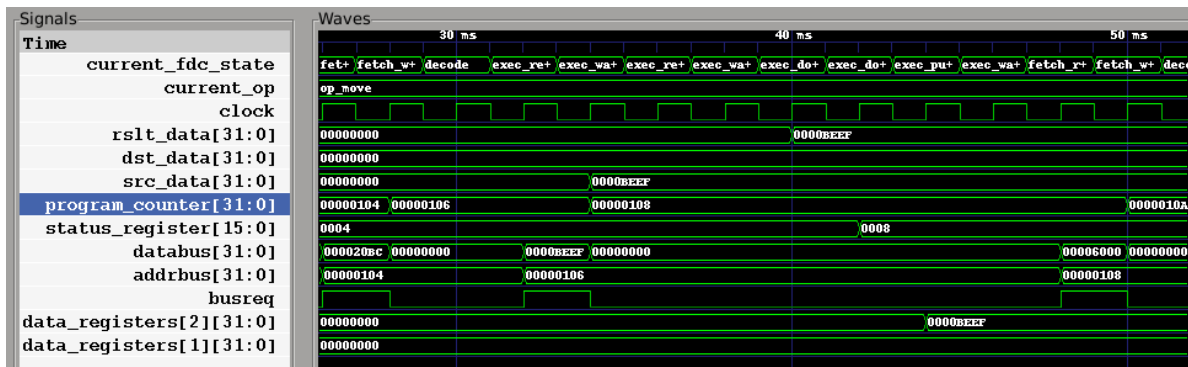 Signals Waves
Time 30 ms 40 ms 50 ms
current_fdc_state fet+ fetch_w+ decode exec_re+ exec_wa+ exec_re+ exec_wa+ exec_do+ exec_do+ exec_pu+ exec_wa+ fetch_r+ fetch_w+ deco
current_op op_move
clock
rslt_data[31:0] 00000000 0000BEEF
dst_data[31:0] 00000000
src_data[31:0] 00000000 0000BEEF
program_counter[31:0] 00000104 00000106 00000108 0000010A
status_register[15:0] 0004 0008
databus[31:0] 000020BC 00000000 0000BEEF 00000000 00006000 00000000
addrbus[31:0] 00000104 00000106 00000108
busreq
data_registers[2][31:0] 00000000 0000BEEF
data_registers[1][31:0] 00000000